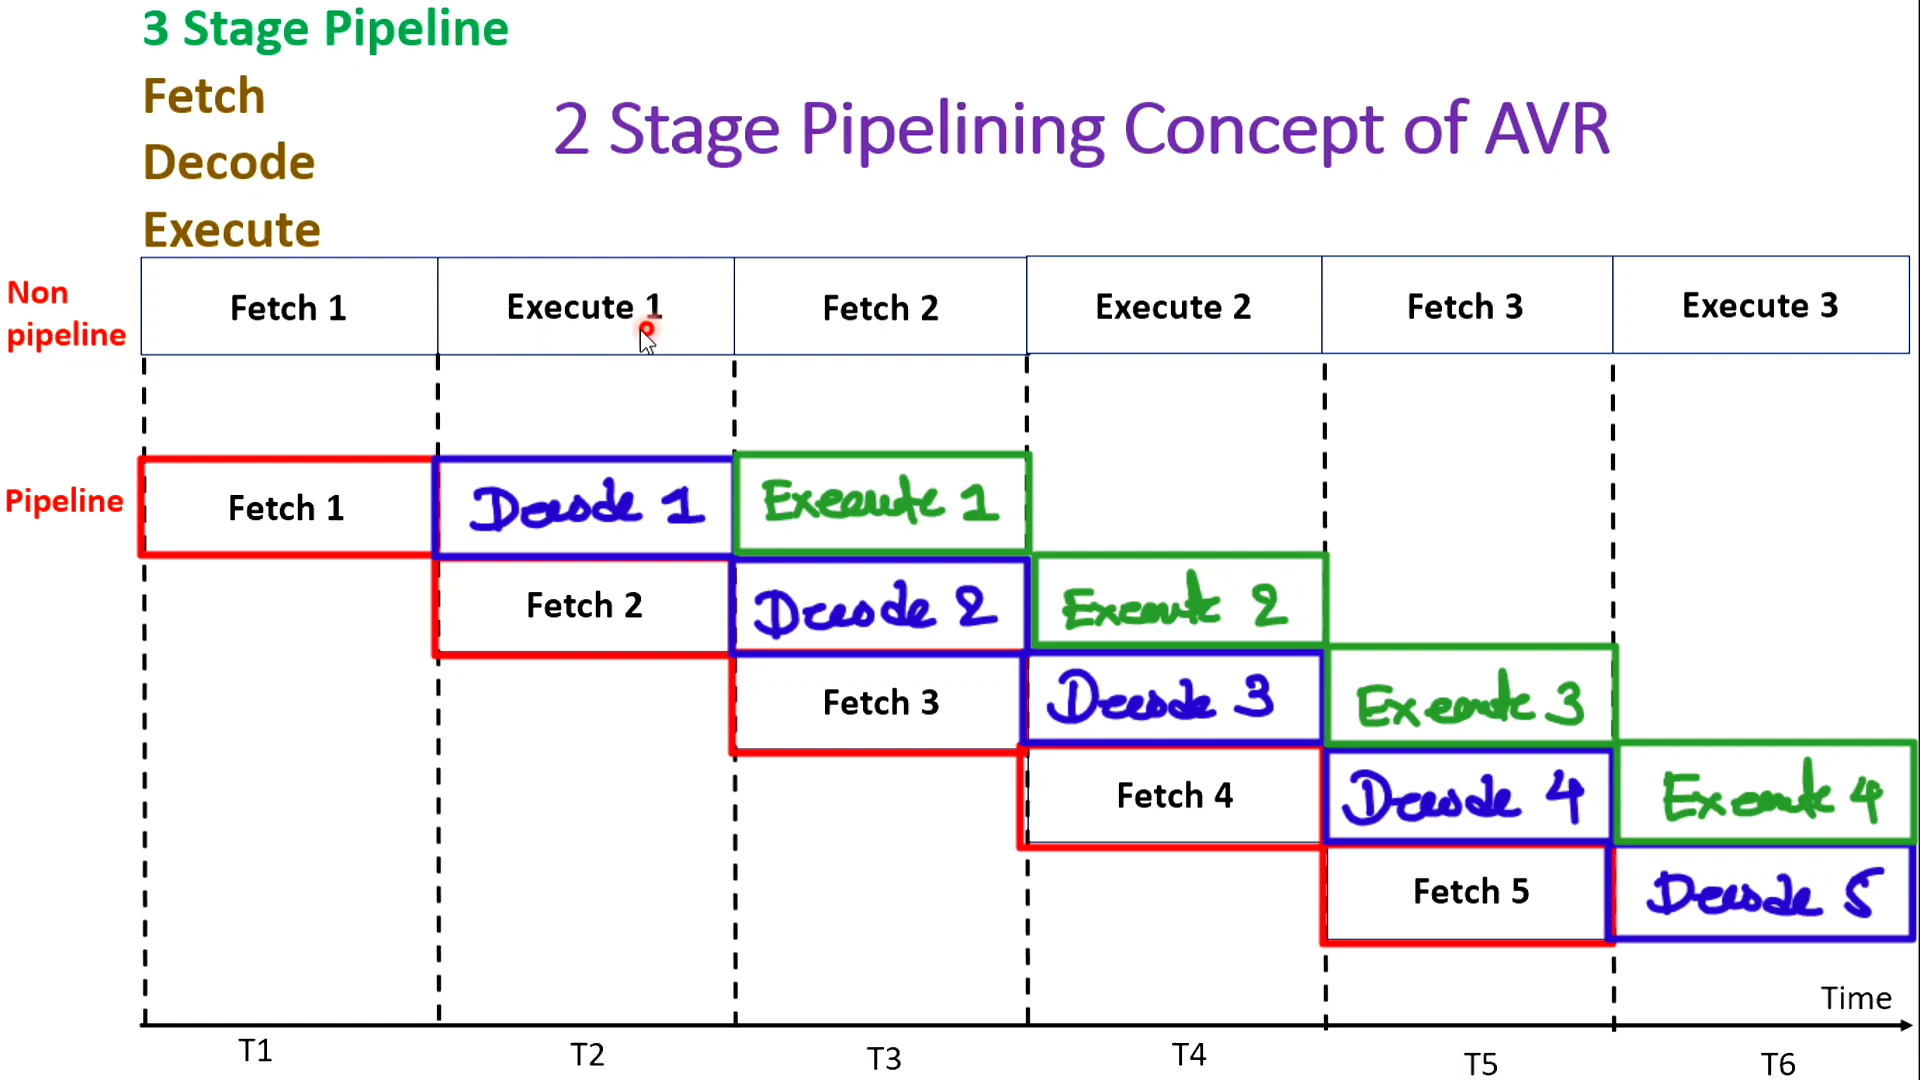 3 Stage Pipeline
Fetch
Decode
Execute
2 Stage Pipelining Concept of AVR
Non pipeline
Fetch 1
Execute 1
Fetch 2
Execute 2
Fetch 3
Execute 3
Pipeline
Fetch 1
Decode 1
Execute 1
Fetch 2
Decode 2
Execute 2
Fetch 3
Decode 3
Execute 3
Fetch 4
Decode 4
Execute 4
Fetch 5
Decode 5
Time
T1
T2
T3
T4
T5
T6